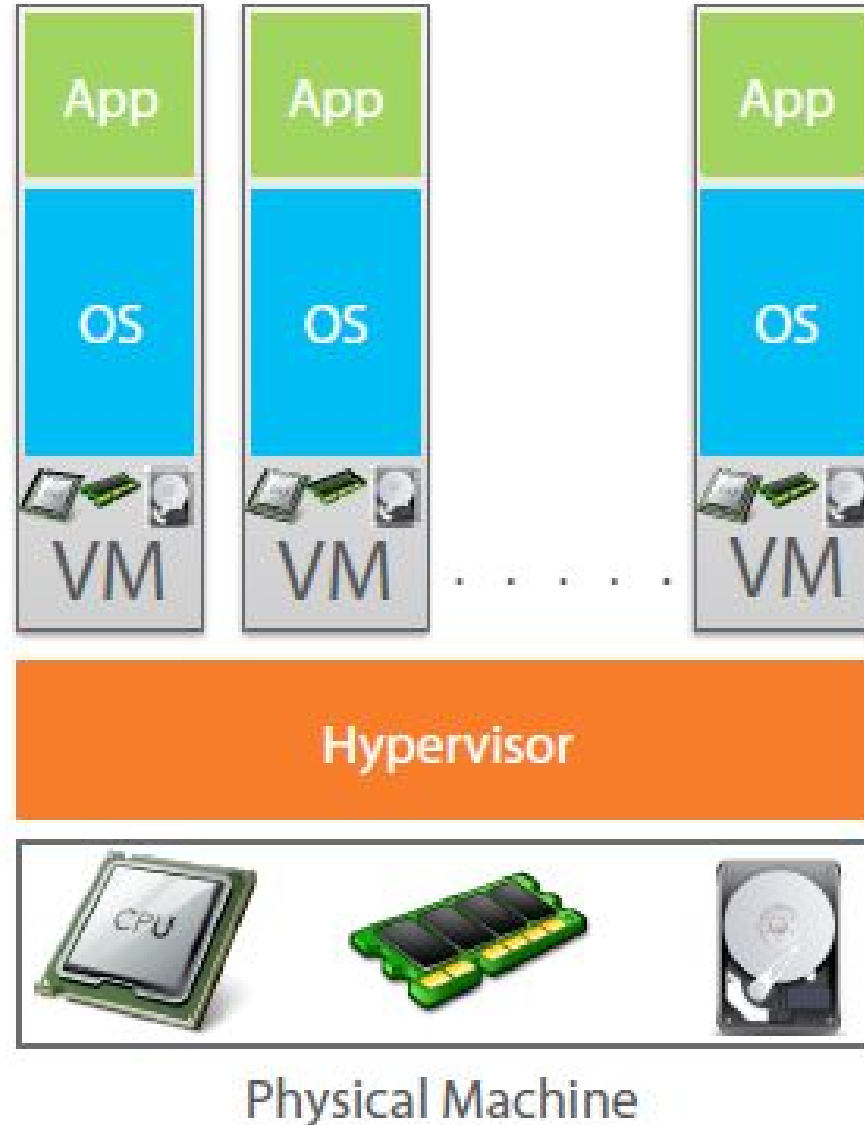 App App App
OS OS OS
VM VM . . . . . VM
Hypervisor
CPU
Physical Machine